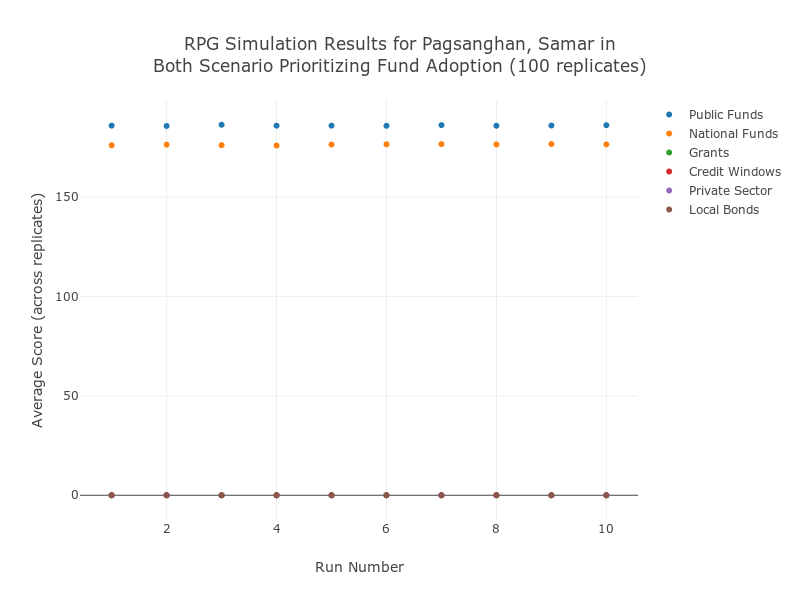 RPG Simulation Results for Pagsanghan, Samar in
Both Scenario Prioritizing Fund Adoption (100 replicates)
Public Funds
National Funds
Grants
Credit Windows
Private Sector
Local Bonds
Average Score (across replicates)
150
100
50
0
2
4
6
8
10
Run Number